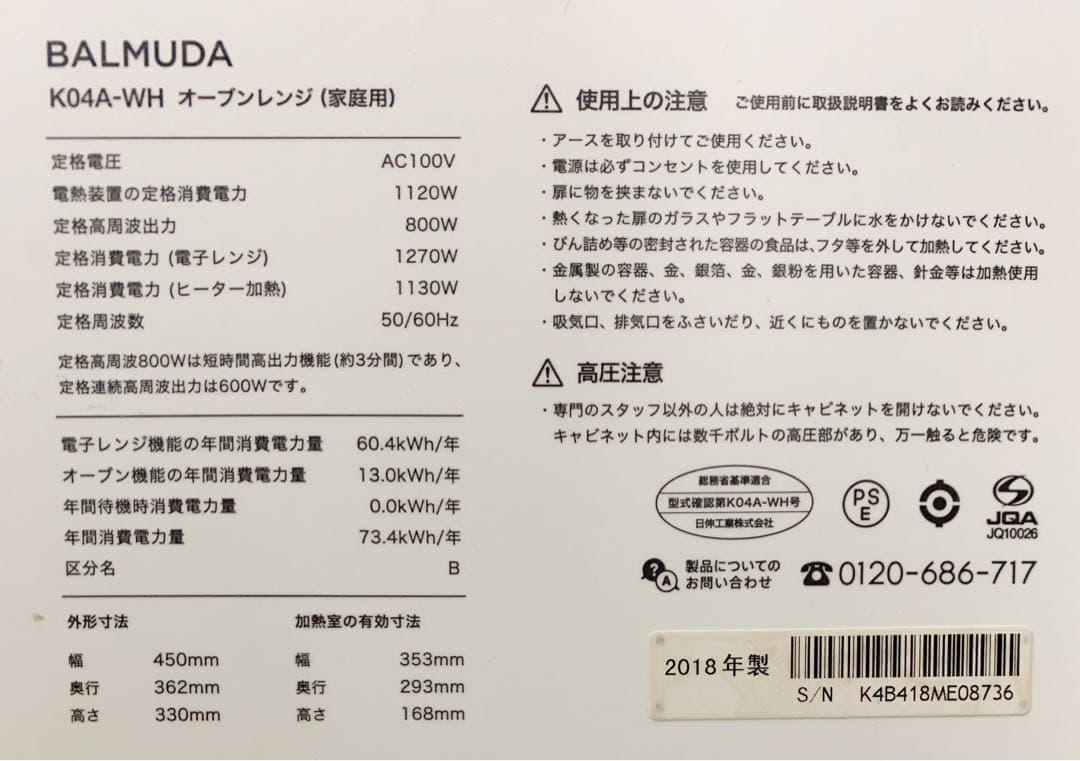 BALMUDA
K04A-WH オーブンレンジ（家庭用）
定格電圧 AC100V
電熱装置の定格消費電力 1120W
定格高周波出力 800W
定格消費電力 (電子レンジ) 1270W
定格消費電力 (ヒーター加熱) 1130W
定格周波数 50/60Hz
定格高周波800Wは短時間高出力機能(約3分間)であり、
定格連続高周波出力は600Wです。
電子レンジ機能の年間消費電力量 60.4kWh/年
オーブン機能の年間消費電力量 13.0kWh/年
年間待機時消費電力量 0.0kWh/年
年間消費電力量 73.4kWh/年
区分名 B
外形寸法 加熱室の有効寸法
幅 450mm 幅 353mm
奥行 362mm 奥行 293mm
高さ 330mm 高さ 168mm
使用上の注意 ご使用前に取扱説明書をよくお読みください。
・アースを取り付けてご使用ください。
・電源は必ずコンセントを使用してください。
・扉に物を挟まないでください。
・熱くなった扉のガラスやフラットテーブルに水をかけないでください。
・びん詰め等の密封された容器の食品は、フタ等を外して加熱してください。
・金属製の容器、金、銀箔、金、銀粉を用いた容器、針金等は加熱使用
しないでください。
・吸気口、排気口をふさいだり、近くにものを置かないでください。
高圧注意
・専門のスタッフ以外の人は絶対にキャビネットを開けないでください。
キャビネット内には数千ボルトの高圧部があり、万一触ると危険です。
総務省基準適合
型式確認第K04A-WH号
日伸工業株式会社
PS
E
JQA
JQ10026
? A 製品についての
お問い合わせ
0120-686-717
2018年製
S/N K4B418ME08736